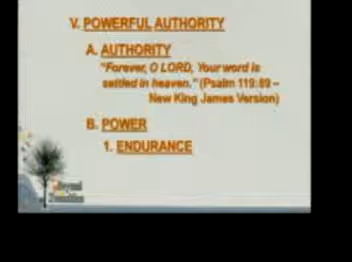 V. POWERFUL AUTHORITY
A. AUTHORITY
"Forever, O LORD, Your word is
settled in heaven." (Psalm 119:89 –
New King James Version)
B. POWER
1. ENDURANCE